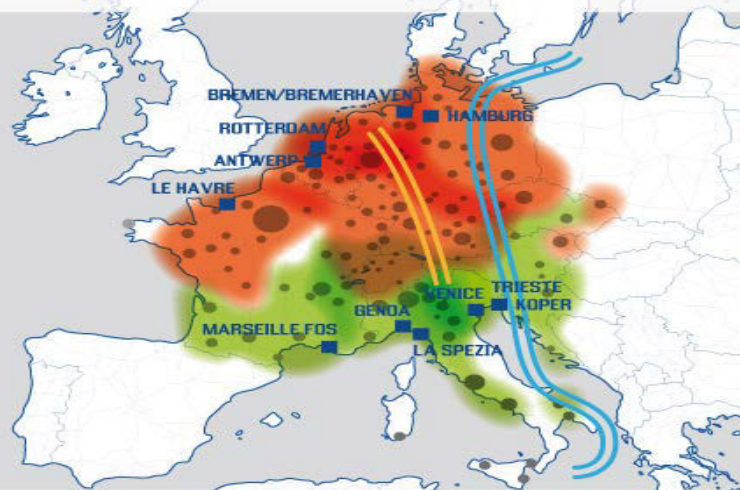 BREMEN/BREMERHAVEN
HAMBURG
ROTTERDAM
ANTWERP
LE HAVRE
VENICE
TRIESTE
KOPER
GENOA
MARSEILLE FOS
LA SPEZIA